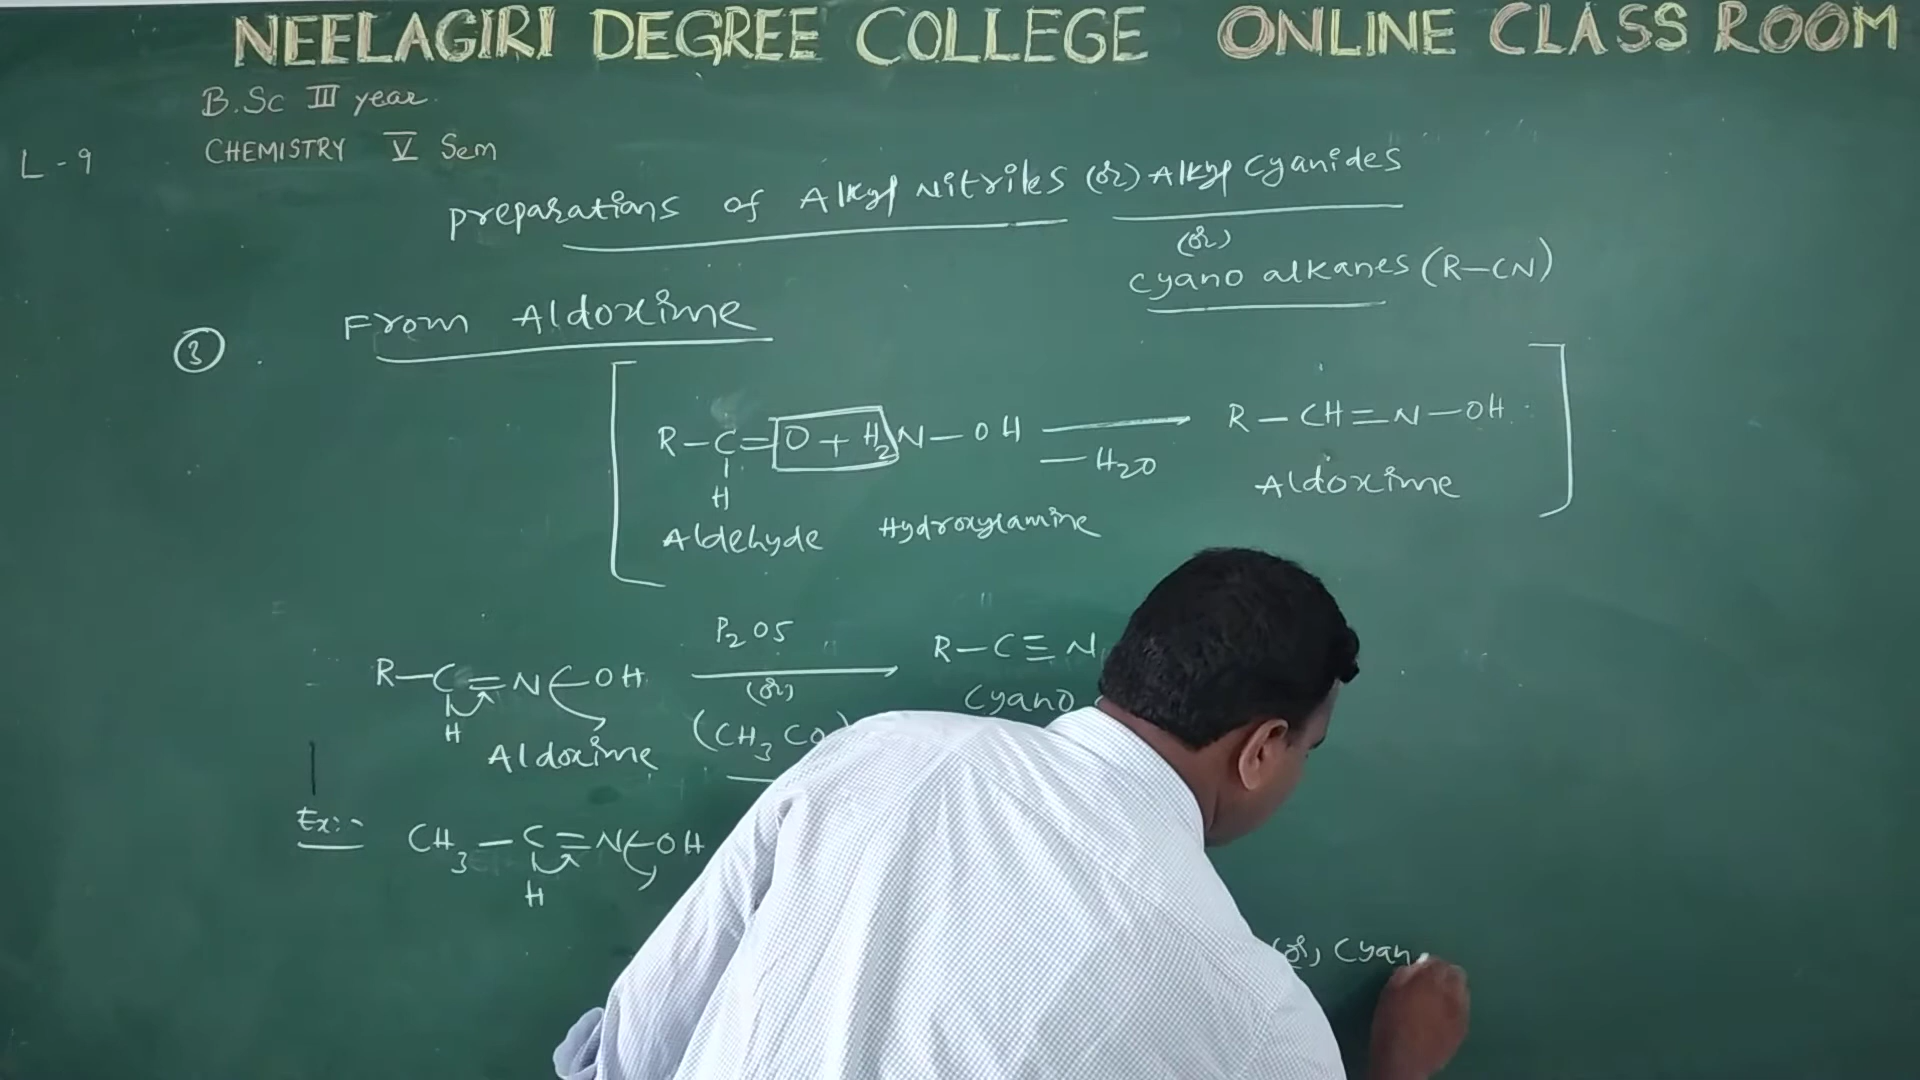 NEELAGIRI DEGREE COLLEGE ONLINE CLASS ROOM
B.Sc III year.
CHEMISTRY V Sem
L - 9
preparations of Alkyl Nitriles (or) Alkyl Cyanides
(or)
Cyano alkanes (R-CN)
3 . From Aldoxime
R-C=O + H2N-OH → R-CH=N-OH
-H2O
H
Aldoxime
Aldehyde Hydroxylamine
P2O5
R-C=N-OH → R-C≡N
(or)
H
Cyano
(CH3CO
Aldoxime
Ex:-
CH3-C=N-OH
H
(or) Cyan